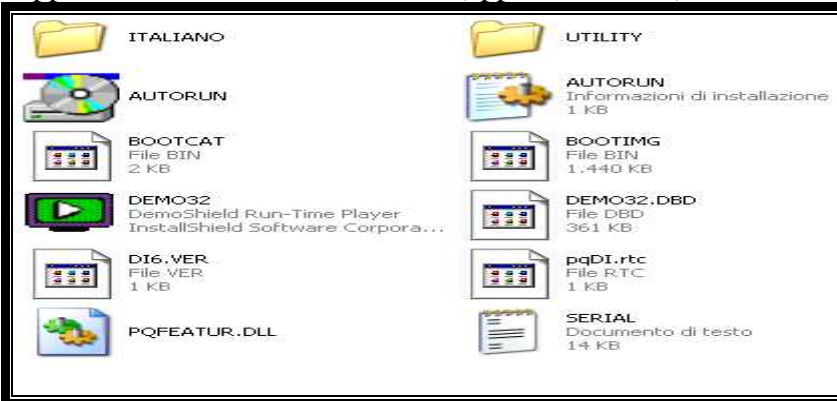 ITALIANO
UTILITY
AUTORUN
AUTORUN
Informazioni di installazione
1 KB
BOOTCAT
File BIN
2 KB
BOOTIMG
File BIN
1.440 KB
DEMO32
DemoShield Run-Time Player
InstallShield Software Corpora...
DEMO32.DBD
File DBD
361 KB
DI6.VER
File VER
1 KB
pqDI.rtc
File RTC
1 KB
PQFEATUR.DLL
SERIAL
Documento di testo
14 KB